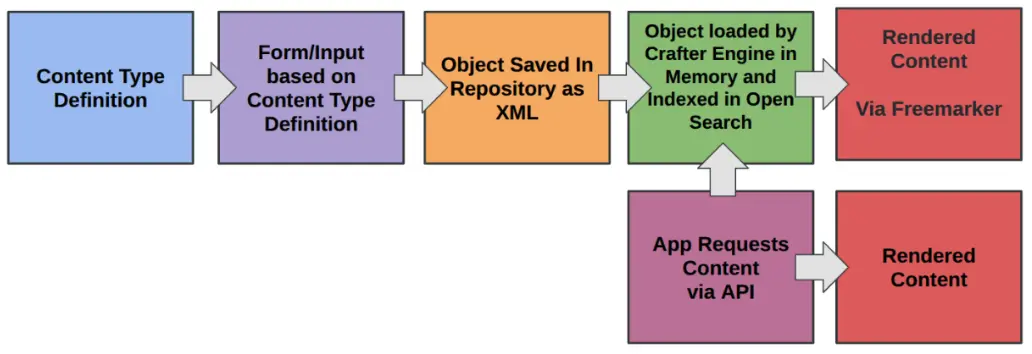 Content Type
Definition
Form/Input
based on
Content Type
Definition
Object Saved In
Repository as
XML
Object loaded by
Crafter Engine in
Memory and
Indexed in Open
Search
Rendered
Content
Via Freemarker
App Requests
Content
via API
Rendered
Content